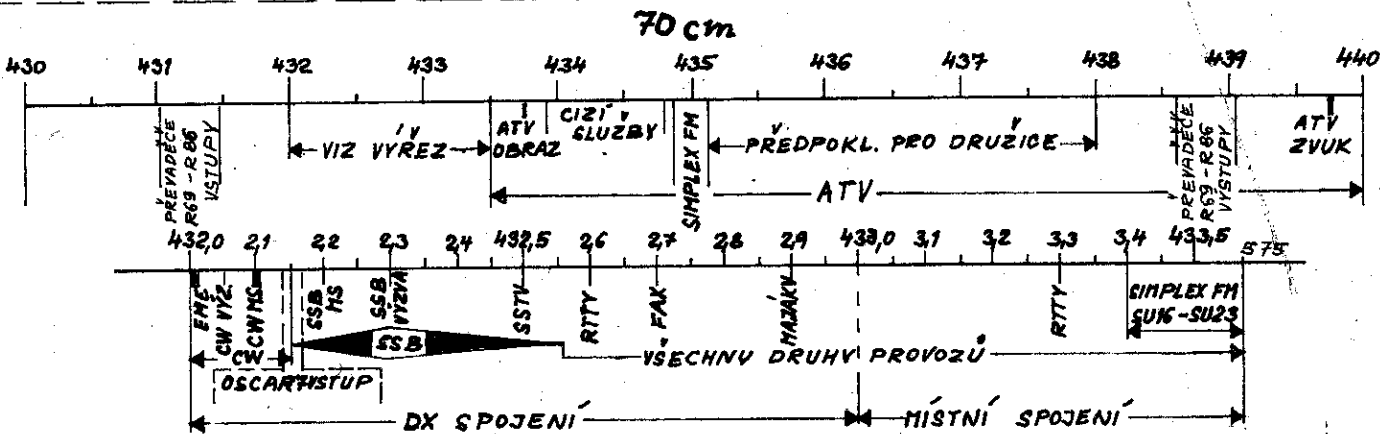 70 cm
430 431 432 433 434 435 436 437 438 439 440
PŘEVADĚČE
R69-R86
VSTUPY
VIZ VÝŘEZ
ATV
OBRAZ
CIZÍ
SLUŽBY
SIMPLEX FM
PŘEDPOKL. PRO DRUŽICE
PŘEVADĚČE
R69-R86
VÝSTUPY
ATV
ZVUK
ATV
432,0 2,1 2,2 2,3 2,4 432,5 2,6 2,7 2,8 2,9 433,0 3,1 3,2 3,3 3,4 433,5 575
EME
CW VÝZ.
CW MS
SSB
MS
SSB
VÝZVA
SSTV
RTTY
FAX
MAJÁKY
RTTY
SIMPLEX FM
SU16-SU23
CW
SSB
VŠECHNY DRUHY PROVOZŮ
OSCAR 7 VSTUP
DX SPOJENÍ
MÍSTNÍ SPOJENÍ